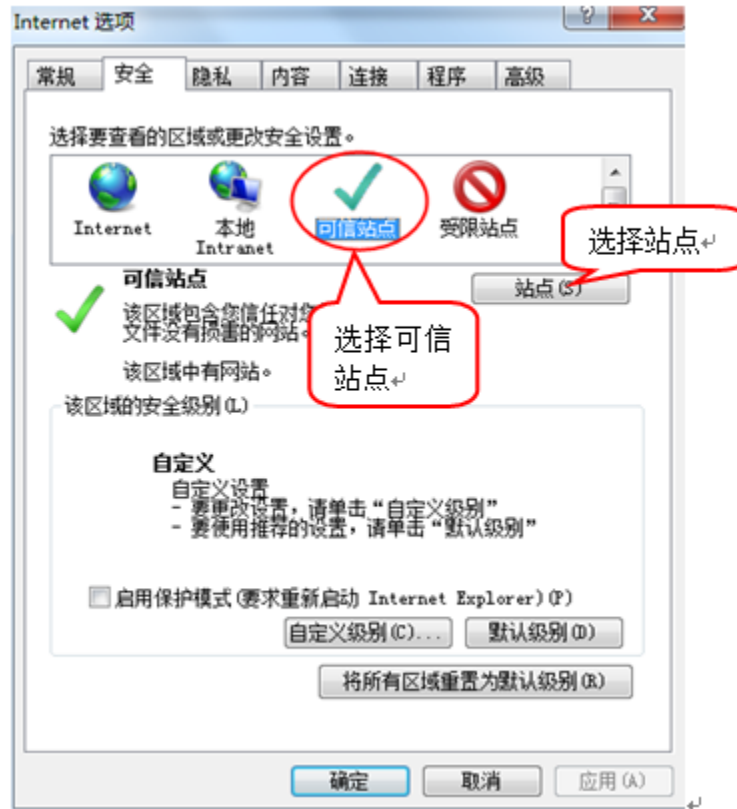 Internet 选项
常规 安全 隐私 内容 连接 程序 高级
选择要查看的区域或更改安全设置。
Internet
本地
Intranet
可信站点
受限站点
选择站点
可信站点
站点(S)
该区域包含您信任对您
文件没有损害的网站。
选择可信
站点
该区域中有网站。
该区域的安全级别(L)
自定义
自定义设置
- 要更改设置，请单击“自定义级别”
- 要使用推荐的设置，请单击“默认级别”
启用保护模式(要求重新启动 Internet Explorer)(P)
自定义级别(C)... 默认级别(D)
将所有区域重置为默认级别(R)
确定 取消 应用(A)